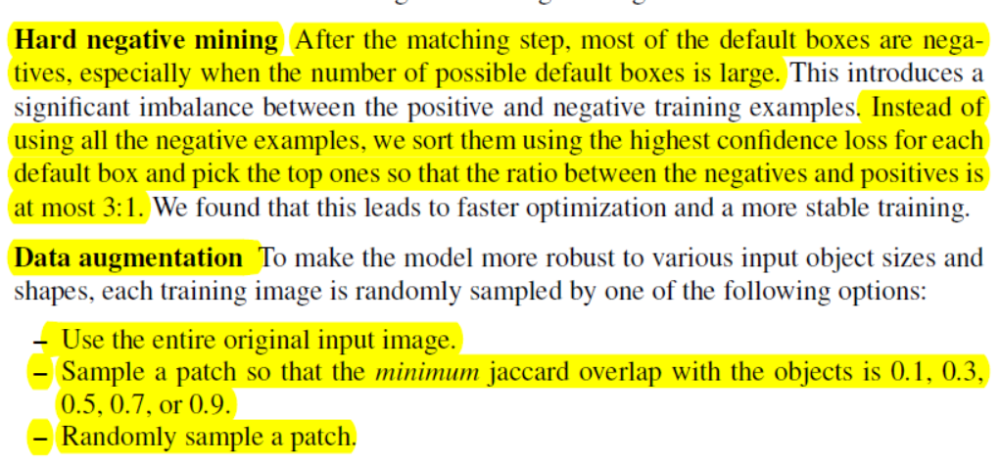 Hard negative mining After the matching step, most of the default boxes are nega-
tives, especially when the number of possible default boxes is large. This introduces a
significant imbalance between the positive and negative training examples. Instead of
using all the negative examples, we sort them using the highest confidence loss for each
default box and pick the top ones so that the ratio between the negatives and positives is
at most 3:1. We found that this leads to faster optimization and a more stable training.
Data augmentation To make the model more robust to various input object sizes and
shapes, each training image is randomly sampled by one of the following options:
– Use the entire original input image.
– Sample a patch so that the minimum jaccard overlap with the objects is 0.1, 0.3,
0.5, 0.7, or 0.9.
– Randomly sample a patch.